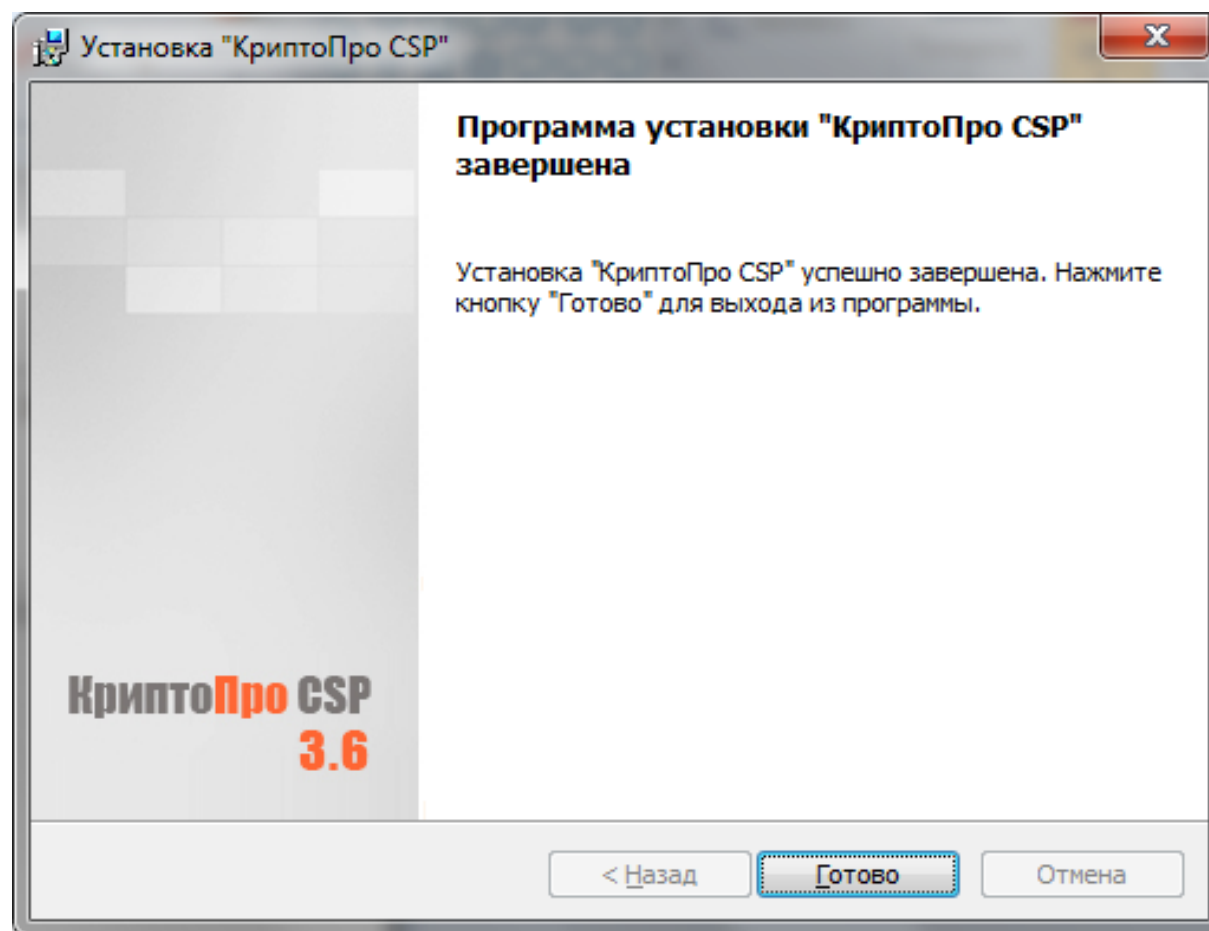 Установка "КриптоПро CSP"
Программа установки "КриптоПро CSP"
завершена
Установка "КриптоПро CSP" успешно завершена. Нажмите
кнопку "Готово" для выхода из программы.
КриптоПро CSP
3.6
< Назад
Готово
Отмена